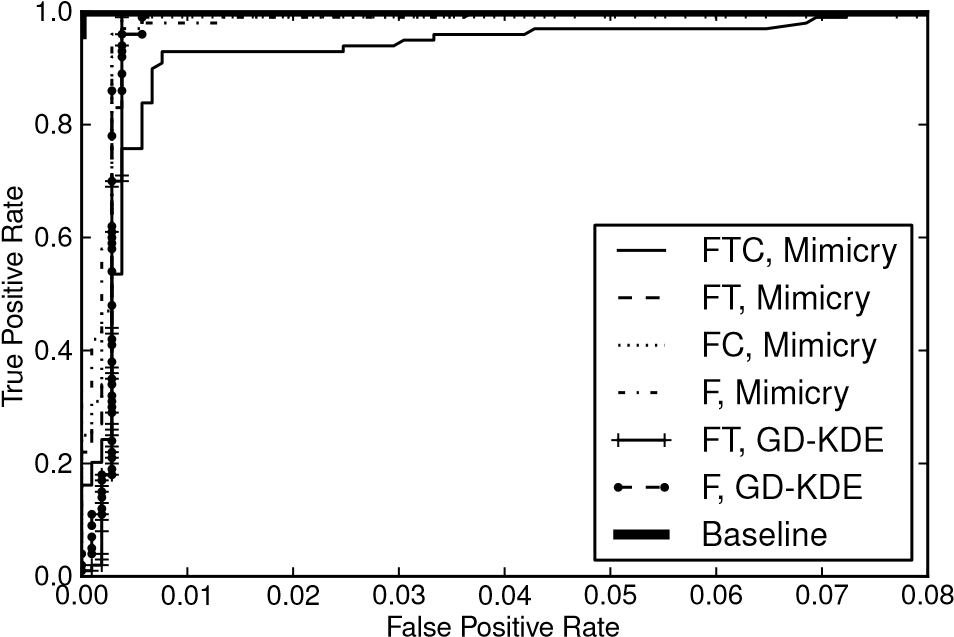 1.0
0.8
0.6
0.4
0.2
0.0
True Positive Rate
FTC, Mimicry
FT, Mimicry
FC, Mimicry
F, Mimicry
FT, GD-KDE
F, GD-KDE
Baseline
0.00 0.01 0.02 0.03 0.04 0.05 0.06 0.07 0.08
False Positive Rate